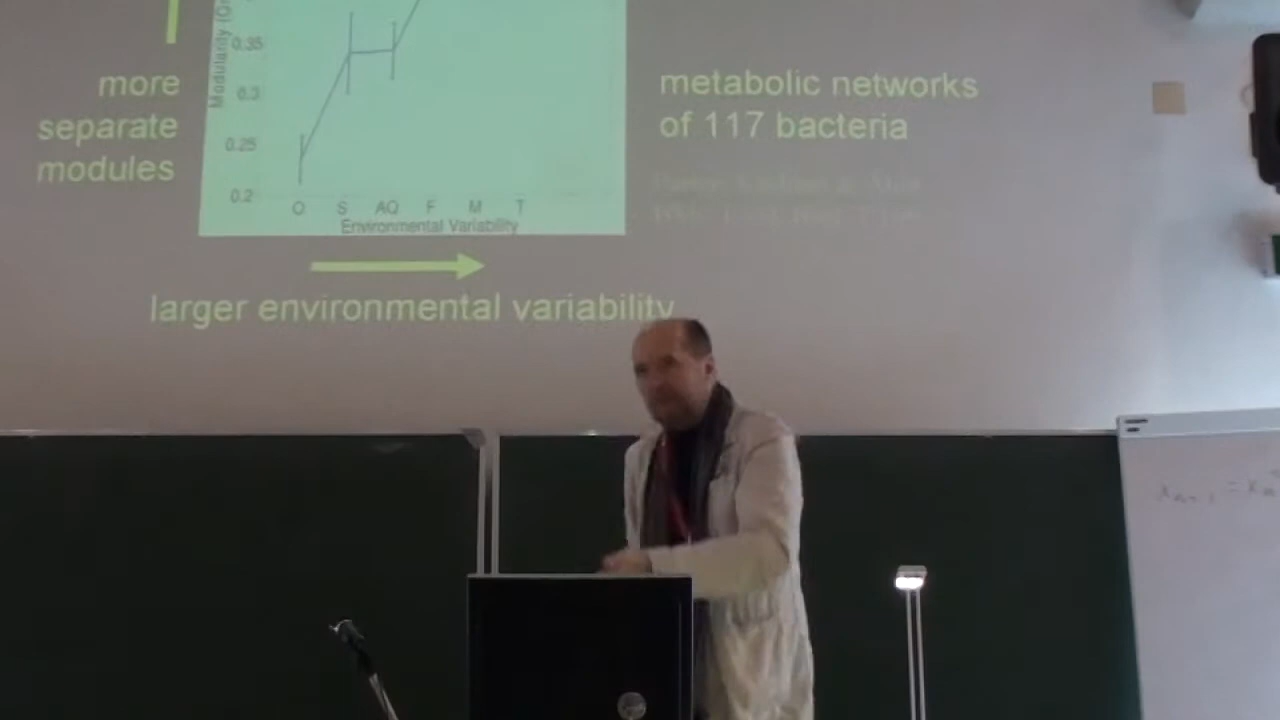 more
separate
modules
Modularity
0.35
0.3
0.25
0.2
O S AQ F M T
Environmental Variability
larger environmental variability
metabolic networks
of 117 bacteria